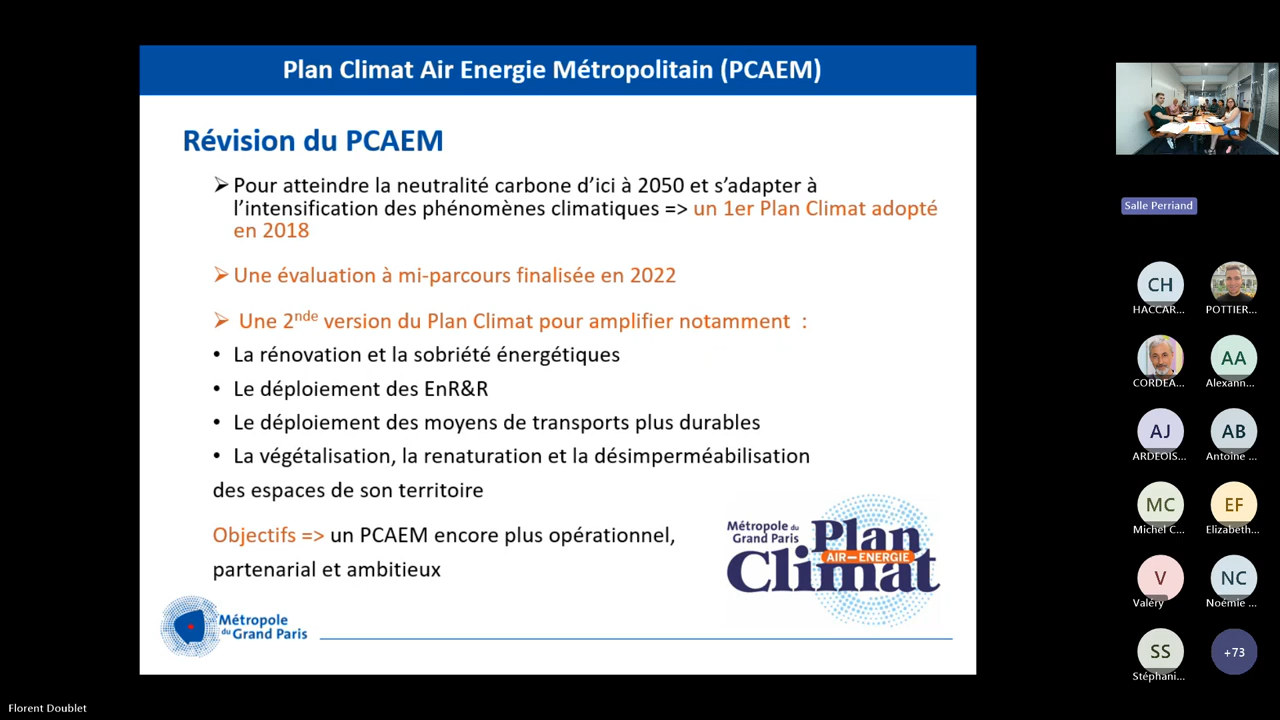 Plan Climat Air Energie Métropolitain (PCAEM)
Révision du PCAEM
➢ Pour atteindre la neutralité carbone d’ici à 2050 et s’adapter à
l’intensification des phénomènes climatiques => un 1er Plan Climat adopté
en 2018
➢ Une évaluation à mi-parcours finalisée en 2022
➢ Une 2nde version du Plan Climat pour amplifier notamment :
• La rénovation et la sobriété énergétiques
• Le déploiement des EnR&R
• Le déploiement des moyens de transports plus durables
• La végétalisation, la renaturation et la désimperméabilisation
des espaces de son territoire
Objectifs => un PCAEM encore plus opérationnel,
partenarial et ambitieux
Métropole du
Grand Paris
Plan
AIR—ENERGIE
Climat
Métropole
du Grand Paris
Salle Perriand
CH
HACCAR...
POTTIER...
CORDEA...
AA
Alexann...
AJ
ARDEOIS...
AB
Antoine ...
MC
Michel C...
EF
Elizabeth...
V
Valéry
NC
Noémie ...
SS
Stéphani...
+73
Florent Doublet